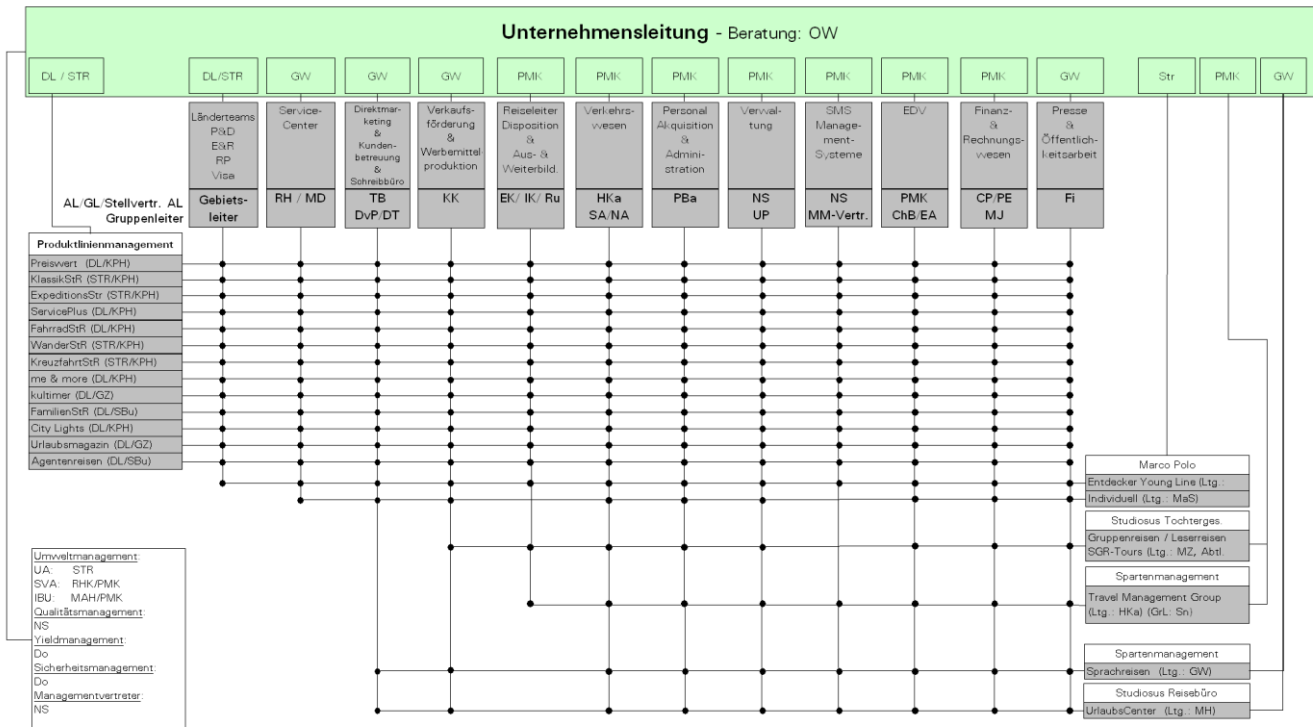 Unternehmensleitung - Beratung: OW
DL / STR
DL/STR
GW
GW
GW
PMK
PMK
PMK
PMK
PMK
PMK
PMK
GW
Str
PMK
GW
Länderteams
P&D
E&R
RP
Visa
Service-
Center
Direktmar-
keting
&
Kunden-
betreuung
&
Schreibbüro
Verkaufs-
förderung
&
Werbemittel
produktion
Reiseleiter
Disposition
&
Aus- &
Weiterbild.
Verkehrs-
wesen
Personal
Akquisition
&
Admini-
stration
Verwal-
tung
SMS
Manage-
ment-
Systeme
EDV
Finanz-
&
Rechnungs-
wesen
Presse
&
Öffentlich-
keitsarbeit
AL/GL/Stellvertr. AL
Gruppenleiter
Gebiets-
leiter
RH / MD
TB
DvP/DT
KK
EK/ IK/ Ru
HKa
SA/NA
PBa
NS
UP
NS
MM-Vertr.
PMK
ChB/EA
CP/PE
MJ
Fi
Produktlinienmanagement
Preiswert (DL/KPH)
KlassikStR (STR/KPH)
ExpeditionsStr (STR/KPH)
ServicePlus (DL/KPH)
FahrradStR (DL/KPH)
WanderStR (STR/KPH)
KreuzfahrtStR (STR/KPH)
me & more (DL/KPH)
kultimer (DL/GZ)
FamilienStR (DL/SBu)
City Lights (DL/KPH)
Urlaubsmagazin (DL/GZ)
Agentenreisen (DL/SBu)
Marco Polo
Entdecker Young Line (Ltg.:
Individuell (Ltg.: MaS)
Studiosus Tochterges.
Gruppenreisen / Leserreisen
SGR-Tours (Ltg.: MZ, Abtl.
Spartenmanagement
Travel Management Group
(Ltg.: HKa) (GrL: Sn)
Spartenmanagement
Sprachreisen (Ltg.: GW)
Studiosus Reisebüro
UrlaubsCenter (Ltg.: MH)
Umweltmanagement:
UA: STR
SVA: RHK/PMK
IBU: MAH/PMK
Qualitätsmanagement:
NS
Yieldmanagement:
Do
Sicherheitsmanagement:
Do
Managementvertreter:
NS